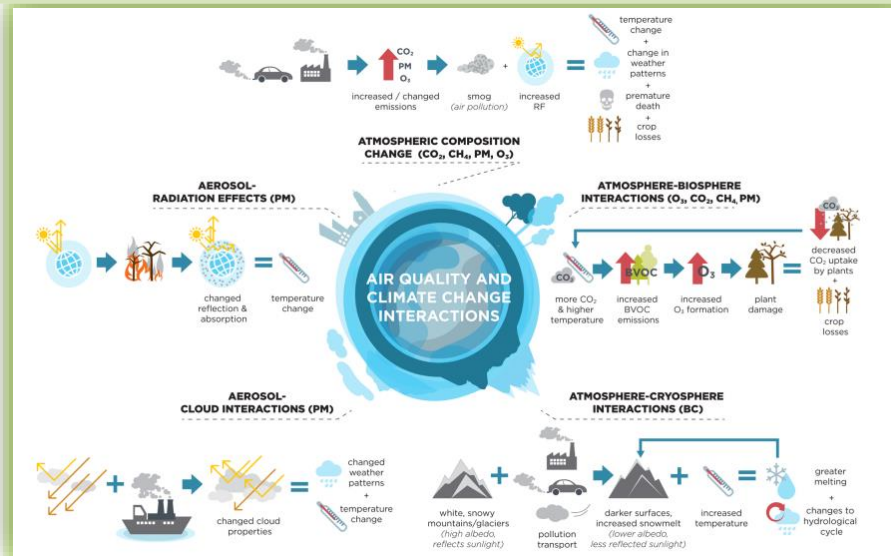 CO₂
PM
O₃
increased / changed
emissions
smog
(air pollution)
+
increased
RF
=
temperature
change
+
change in
weather
patterns
+
premature
death
+
crop
losses
ATMOSPHERIC COMPOSITION
CHANGE (CO₂, CH₄, PM, O₃)
AEROSOL-
RADIATION EFFECTS (PM)
changed
reflection &
absorption
=
temperature
change
AIR QUALITY AND
CLIMATE CHANGE
INTERACTIONS
ATMOSPHERE-BIOSPHERE
INTERACTIONS (O₃, CO₂, CH₄, PM)
CO₂
more CO₂
& higher
temperature
BVOC
increased
BVOC
emissions
O₃
increased
O₃ formation
plant
damage
=
CO₂
decreased
CO₂ uptake
by plants
+
crop
losses
AEROSOL-
CLOUD INTERACTIONS (PM)
+
changed cloud
properties
=
changed
weather
patterns
+
temperature
change
ATMOSPHERE-CRYOSPHERE
INTERACTIONS (BC)
white, snowy
mountains/glaciers
(high albedo,
reflects sunlight)
+
pollution
transport
darker surfaces,
increased snowmelt
(lower albedo,
less reflected sunlight)
+
increased
temperature
=
greater
melting
+
changes to
hydrological
cycle